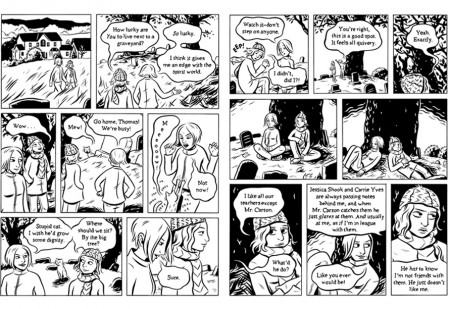 How lucky are
You to live next to a
graveyard?
So lucky.
I think it gives
me an edge with the
spirit world.
Wow...
Mew!
Go home, Thomas!
We're busy!
M
Not
now!
Stupid cat.
I wish he'd grow
some dignity.
Where
should we sit?
By the big
tree?
Sure.
Watch it—don't
step on anyone.
EEP!
I didn't,
did I?!
You're right,
this is a good spot.
It feels all quivery.
Yeah.
Exactly.
I like all our
teachers except
Mr. Carson.
What'd
he do?
Jessica Shook and Carrie Yves
are always passing notes
behind me, and when
Mr. Carson catches them he
just glares at them. And usually
at me, as if I'm in league
with them.
Like you ever
would be!
He has to know
I'm not friends with
them. He just doesn't
like me.